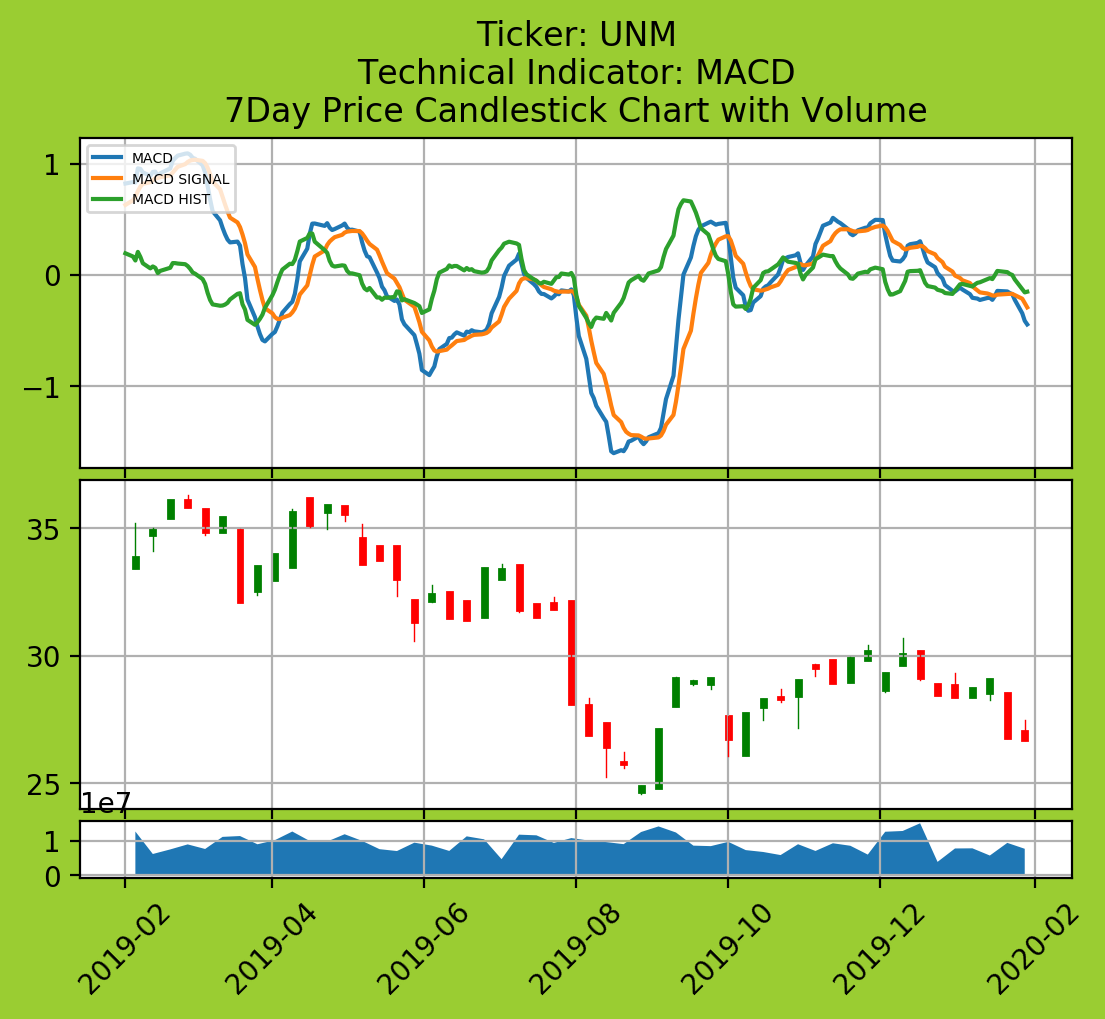 Ticker: UNM
Technical Indicator: MACD
7Day Price Candlestick Chart with Volume
MACD
MACD SIGNAL
MACD HIST
1
0
−1
35
30
25
1e7
1
0
2019-02
2019-04
2019-06
2019-08
2019-10
2019-12
2020-02